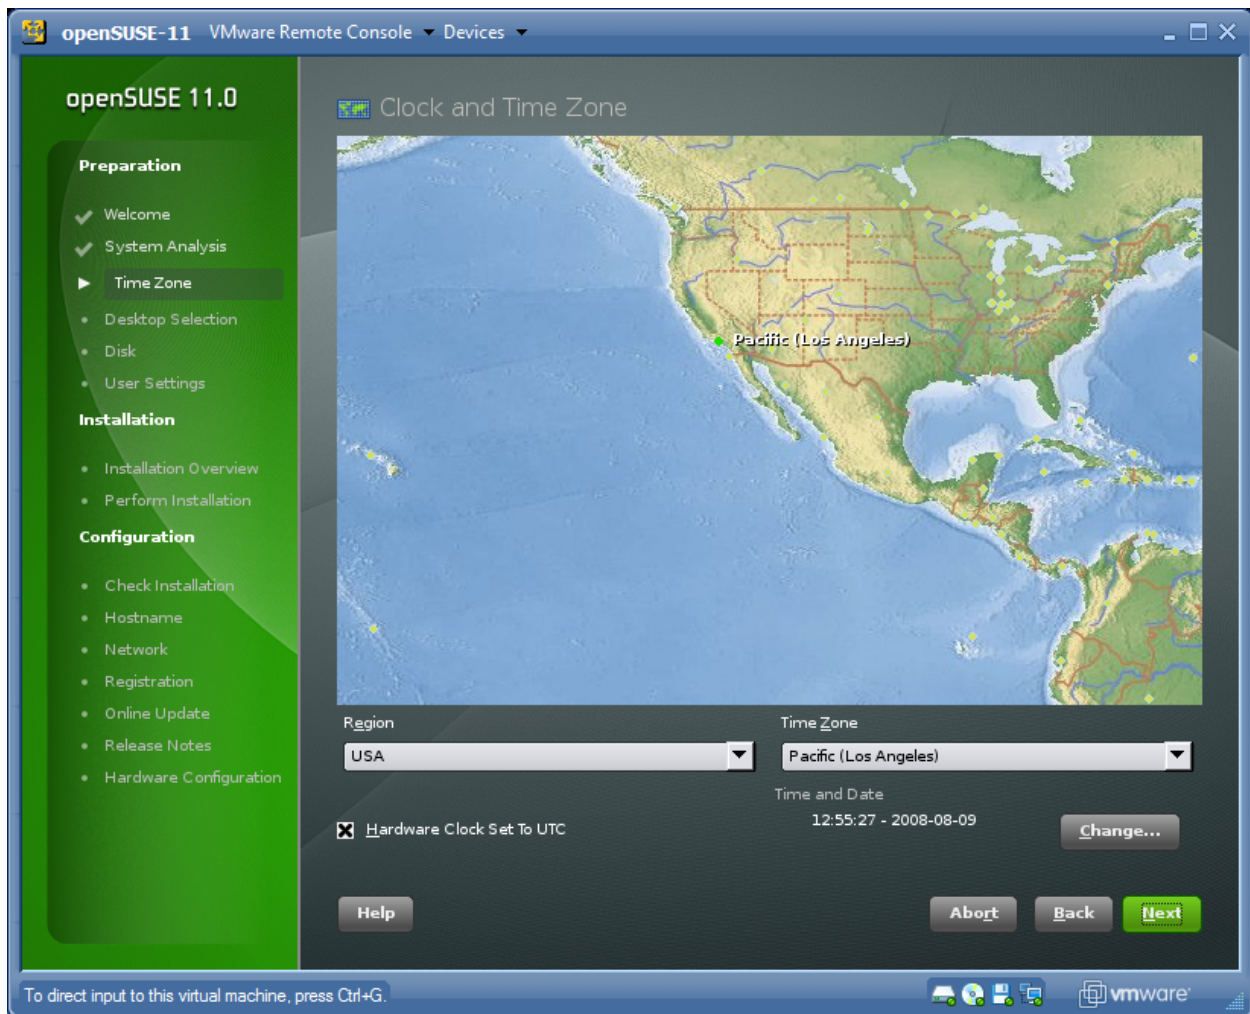 openSUSE-11 VMware Remote Console Devices
openSUSE 11.0
Preparation
Welcome
System Analysis
Time Zone
Desktop Selection
Disk
User Settings
Installation
Installation Overview
Perform Installation
Configuration
Check Installation
Hostname
Network
Registration
Online Update
Release Notes
Hardware Configuration
Clock and Time Zone
Pacific (Los Angeles)
Region
USA
Time Zone
Pacific (Los Angeles)
Hardware Clock Set To UTC
Time and Date
12:55:27 - 2008-08-09
Change...
Help
Abort
Back
Next
To direct input to this virtual machine, press Ctrl+G.
vmware